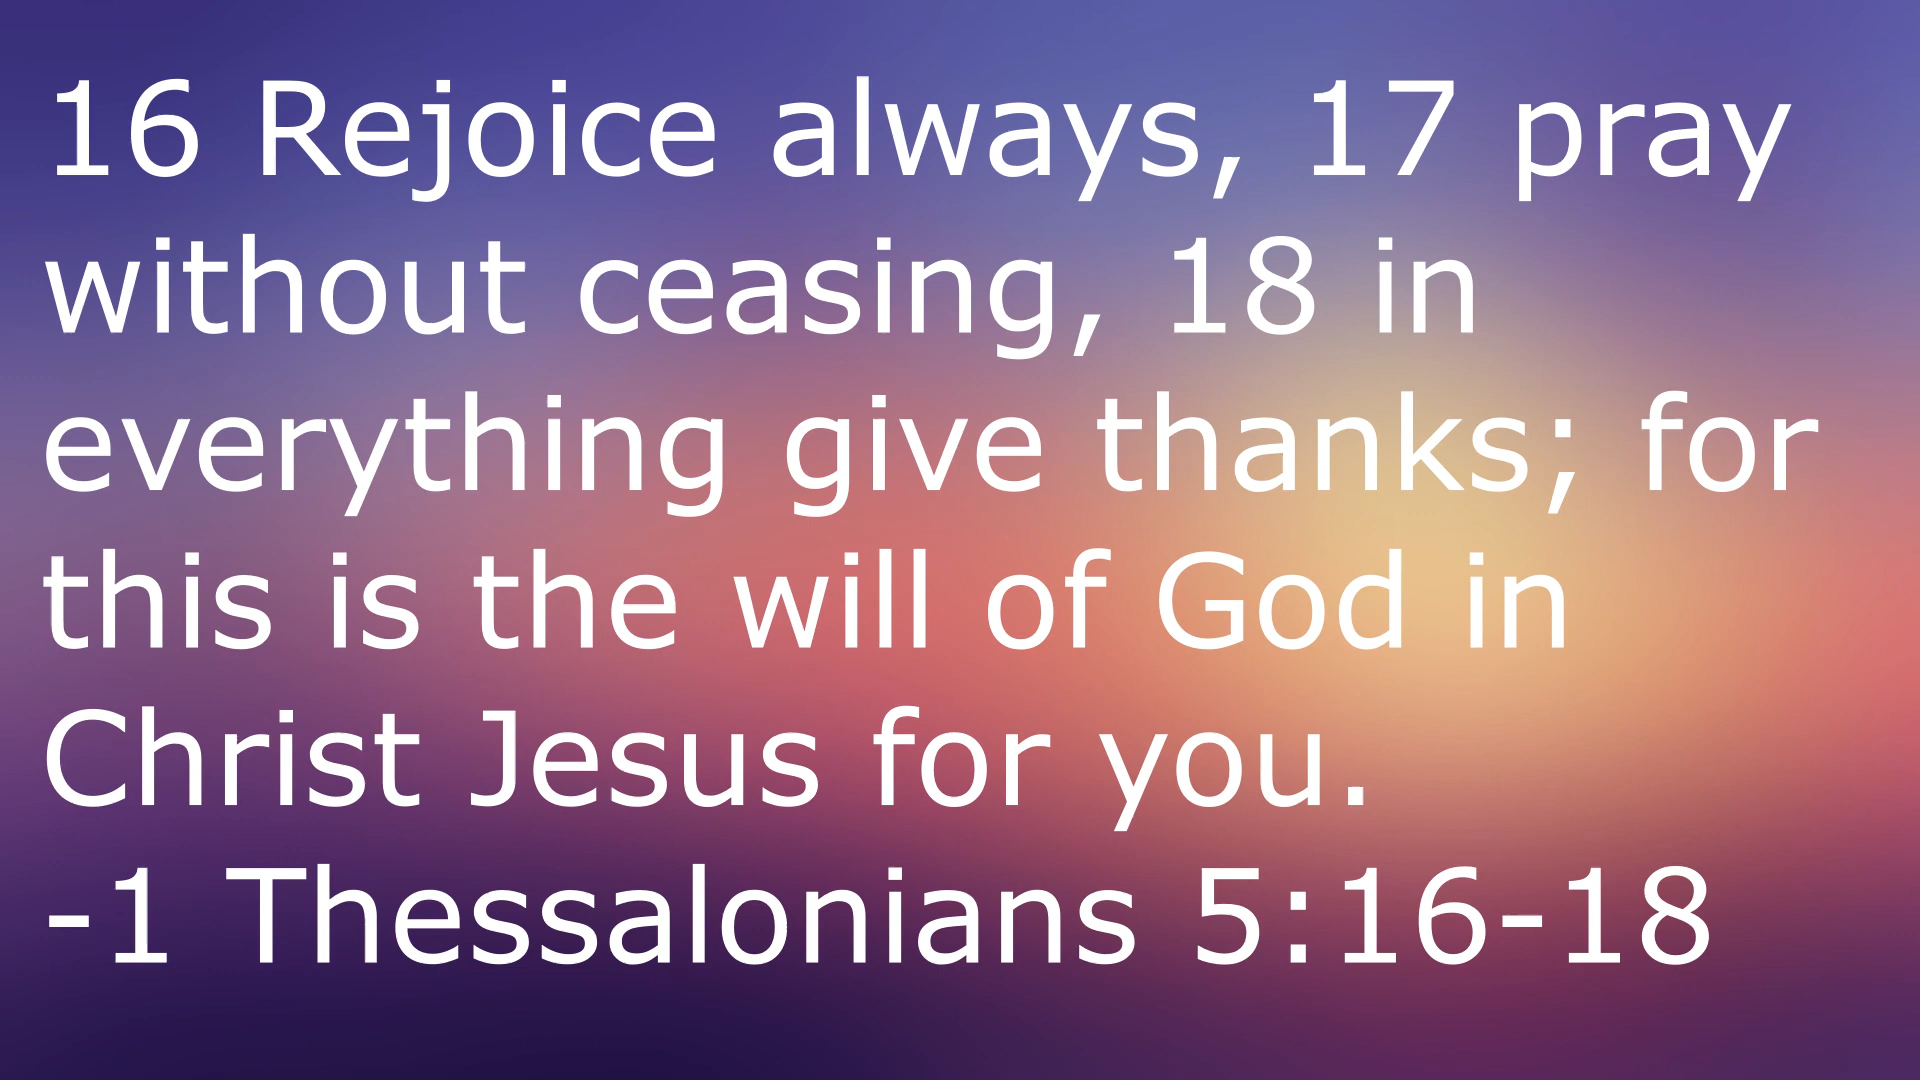 16 Rejoice always, 17 pray
without ceasing, 18 in
everything give thanks; for
this is the will of God in
Christ Jesus for you.
-1 Thessalonians 5:16-18